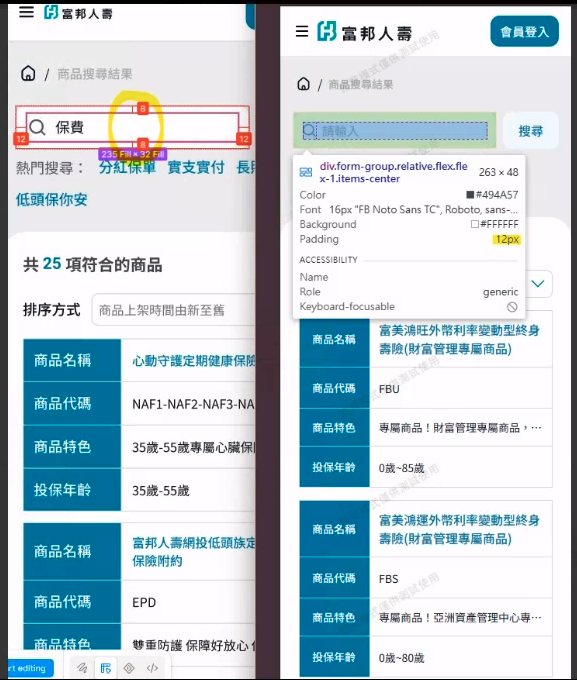 富邦人壽
/ 商品搜尋結果
8
保費
12
12
8
235 Fill × 32 Fill
熱門搜尋： 分紅保單 實支實付 長
低頭保你安
共 25 項符合的商品
排序方式 商品上架時間由新至舊
商品名稱 心動守護定期健康保險
商品代碼 NAF1-NAF2-NAF3-NA
商品特色 35歲-55歲專屬心臟保
投保年齡 35歲-55歲
商品名稱 富邦人壽網投低頭族定
保險附約
商品代碼 EPD
商品特色 雙重防護 保障好放心
rt editing
富邦人壽 會員登入
/ 商品搜尋結果
請輸入 搜尋
div.form-group.relative.flex.fle
x-1.items-center 263 × 48
Color #494A57
Font 16px "FB Noto Sans TC", Roboto, sans-...
Background #FFFFFF
Padding 12px
ACCESSIBILITY
Name
Role generic
Keyboard-focusable
商品名稱 富美鴻旺外幣利率變動型終身
壽險(財富管理專屬商品)
商品代碼 FBU
商品特色 專屬商品！財富管理專屬商品，…
投保年齡 0歲~85歲
商品名稱 富美鴻運外幣利率變動型終身
壽險(財富管理專屬商品)
商品代碼 FBS
商品特色 專屬商品！亞洲資產管理中心專…
投保年齡 0歲~80歲